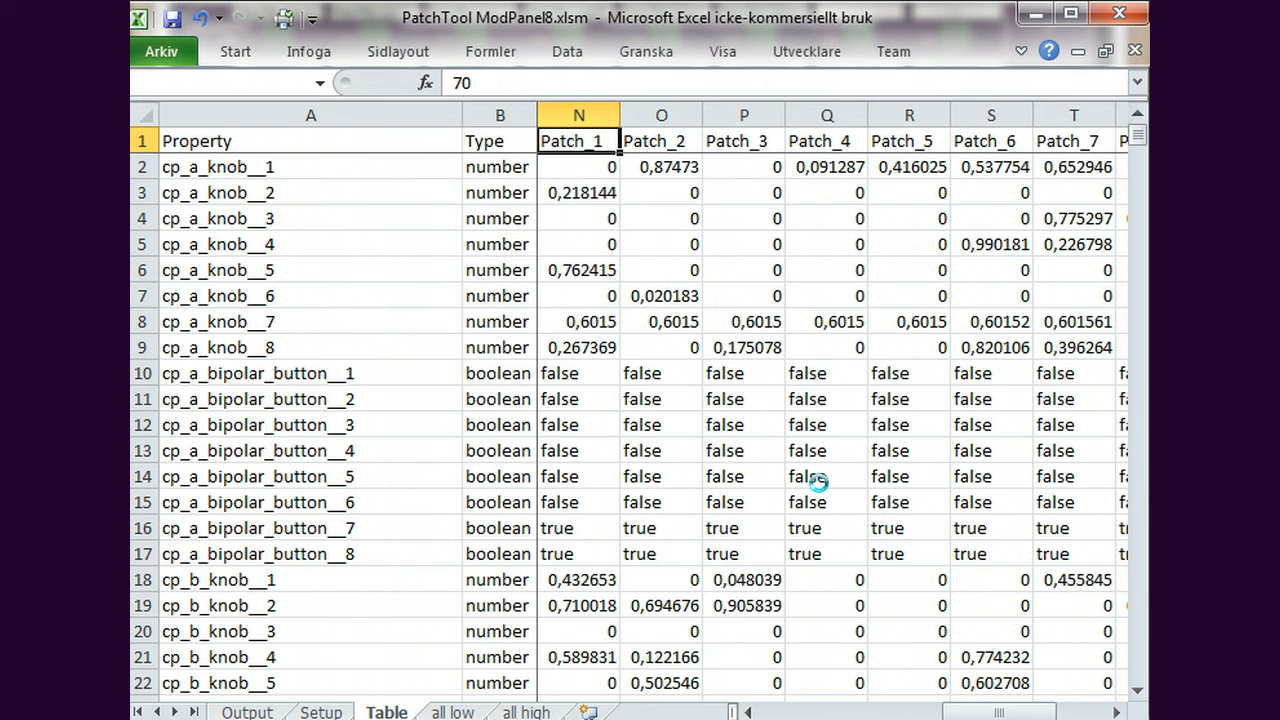 PatchTool ModPanel8.xlsm - Microsoft Excel icke-kommersiellt bruk
Arkiv Start Infoga Sidlayout Formler Data Granska Visa Utvecklare Team
fx 70
A B N O P Q R S T
1 Property Type Patch_1 Patch_2 Patch_3 Patch_4 Patch_5 Patch_6 Patch_7 P
2 cp_a_knob__1 number 0 0,87473 0 0,091287 0,416025 0,537754 0,652946
3 cp_a_knob__2 number 0,218144 0 0 0 0 0 0
4 cp_a_knob__3 number 0 0 0 0 0 0 0,775297
5 cp_a_knob__4 number 0 0 0 0 0 0,990181 0,226798
6 cp_a_knob__5 number 0,762415 0 0 0 0 0 0
7 cp_a_knob__6 number 0 0,020183 0 0 0 0 0
8 cp_a_knob__7 number 0,6015 0,6015 0,6015 0,6015 0,6015 0,60152 0,601561
9 cp_a_knob__8 number 0,267369 0 0,175078 0 0 0,820106 0,396264
10 cp_a_bipolar_button__1 boolean false false false false false false false
11 cp_a_bipolar_button__2 boolean false false false false false false false
12 cp_a_bipolar_button__3 boolean false false false false false false false
13 cp_a_bipolar_button__4 boolean false false false false false false false
14 cp_a_bipolar_button__5 boolean false false false false false false false
15 cp_a_bipolar_button__6 boolean false false false false false false false
16 cp_a_bipolar_button__7 boolean true true true true true true true
17 cp_a_bipolar_button__8 boolean true true true true true true true
18 cp_b_knob__1 number 0,432653 0 0,048039 0 0 0 0,455845
19 cp_b_knob__2 number 0,710018 0,694676 0,905839 0 0 0 0
20 cp_b_knob__3 number 0 0 0 0 0 0 0
21 cp_b_knob__4 number 0,589831 0,122166 0 0 0 0,774232 0
22 cp_b_knob__5 number 0 0,502546 0 0 0 0,602708 0
Output Setup Table all low all high